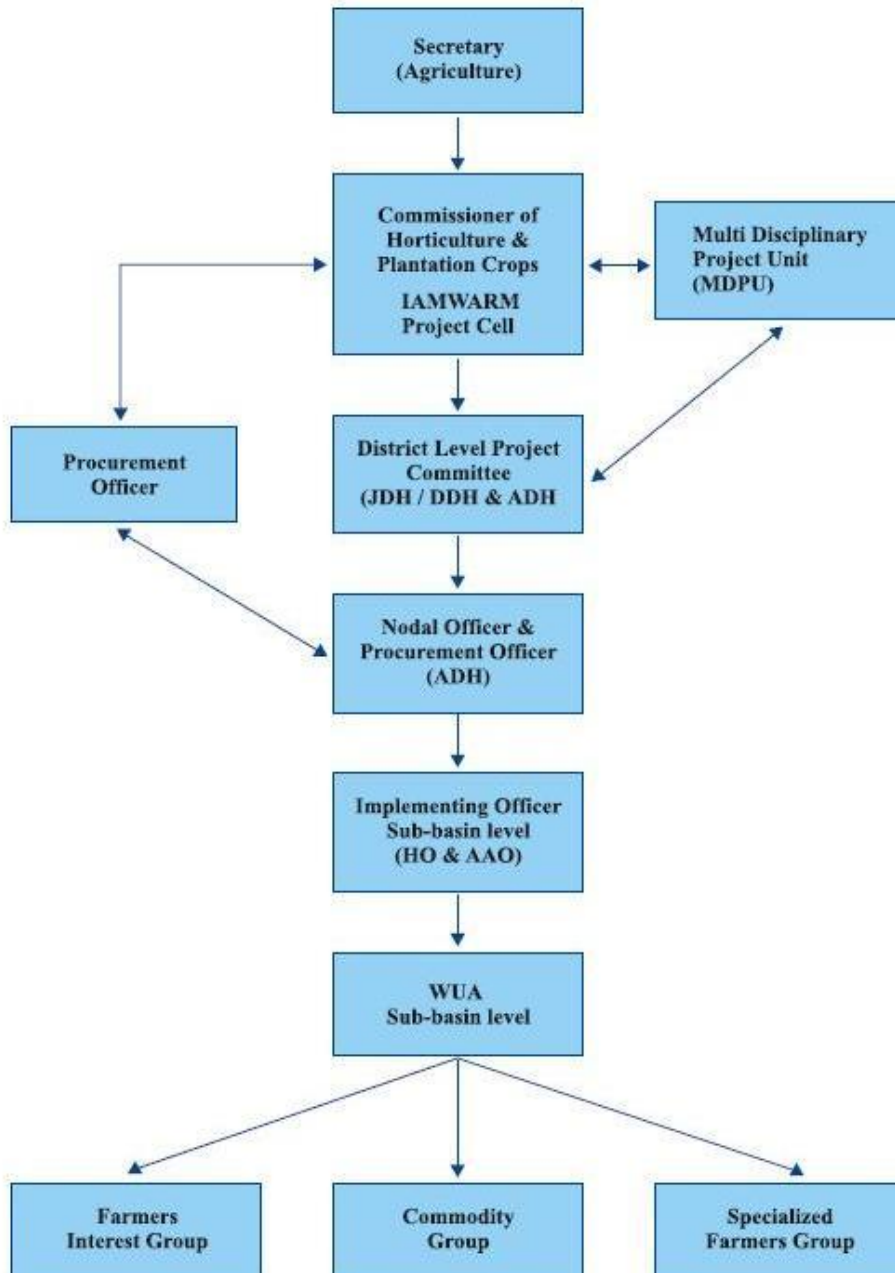 Secretary
(Agriculture)
Commissioner of
Horticulture &
Plantation Crops
IAMWARM
Project Cell
Multi Disciplinary
Project Unit
(MDPU)
Procurement
Officer
District Level Project
Committee
(JDH / DDH & ADH
Nodal Officer &
Procurement Officer
(ADH)
Implementing Officer
Sub-basin level
(HO & AAO)
WUA
Sub-basin level
Farmers
Interest Group
Commodity
Group
Specialized
Farmers Group